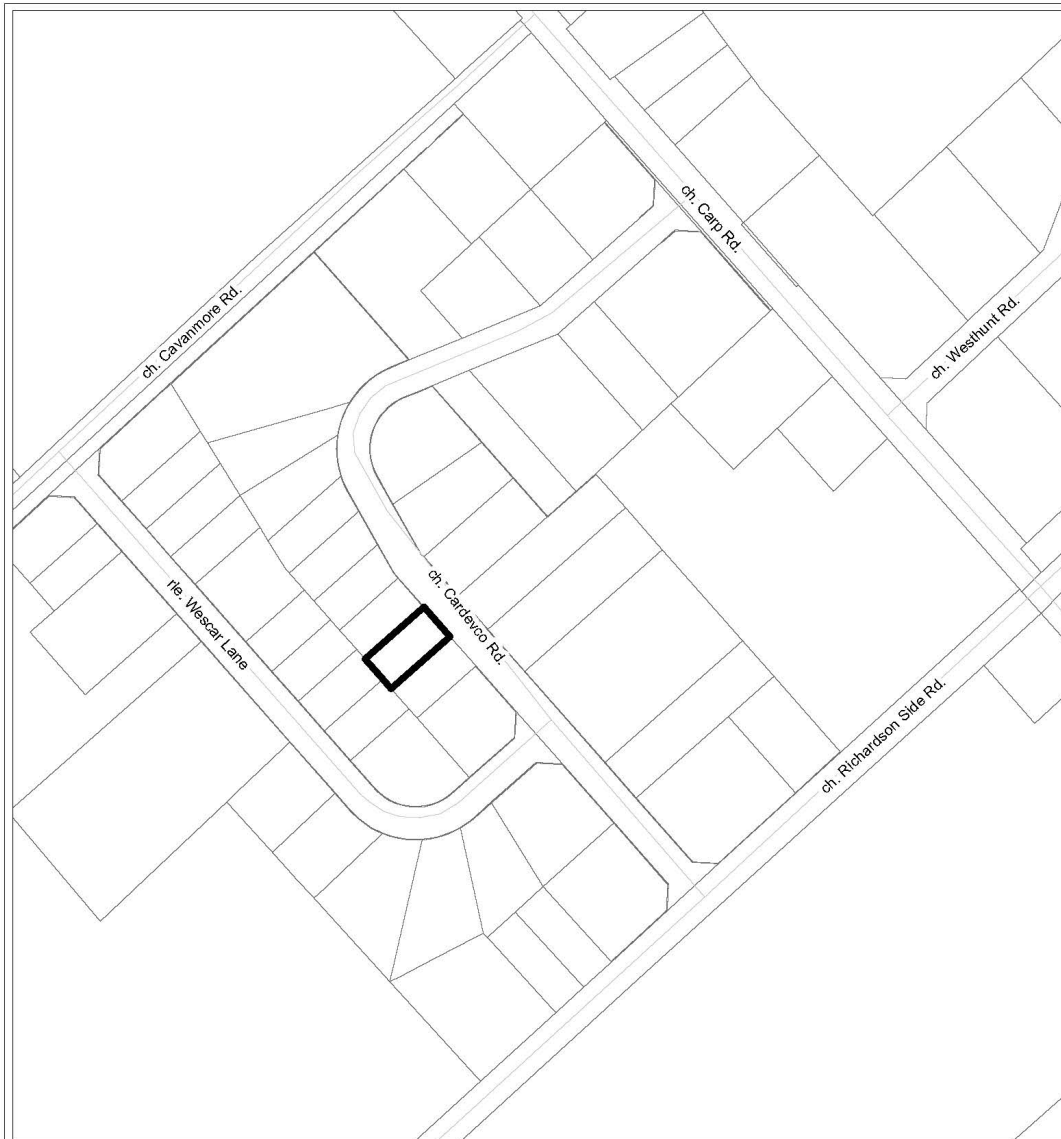 ch. Carp Rd.
ch. Cavanmore Rd.
ch. Westhunt Rd.
rle. Wescar Lane
ch. Cardevco Rd.
ch. Richardson Side Rd.